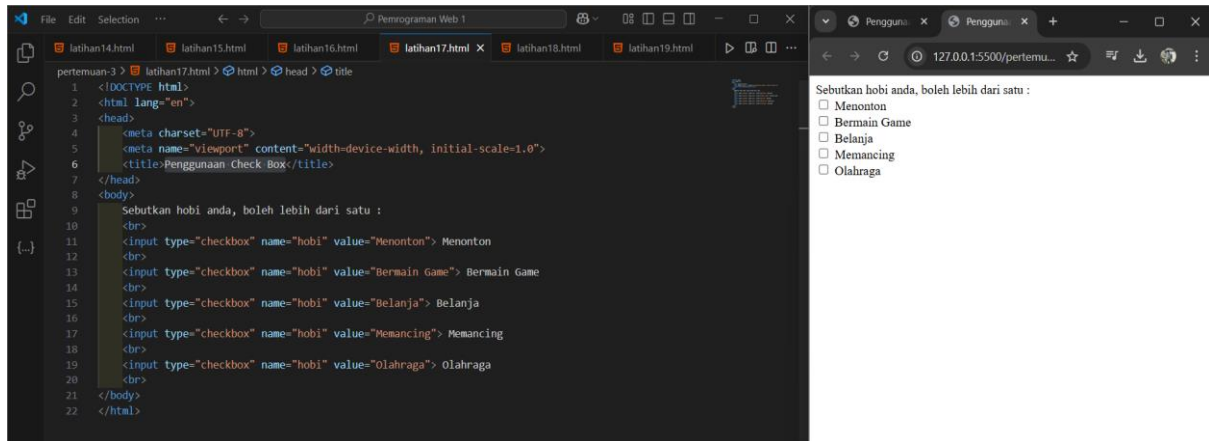 File Edit Selection ... Pemrograman Web 1
latihan14.html latihan15.html latihan16.html latihan17.html latihan18.html latihan19.html
pertemuan-3 > latihan17.html > html > head > title
1 <!DOCTYPE html>
2 <html lang="en">
3 <head>
4 <meta charset="UTF-8">
5 <meta name="viewport" content="width=device-width, initial-scale=1.0">
6 <title>Penggunaan Check Box</title>
7 </head>
8 <body>
9 Sebutkan hobi anda, boleh lebih dari satu :
10 <br>
11 <input type="checkbox" name="hobi" value="Menonton"> Menonton
12 <br>
13 <input type="checkbox" name="hobi" value="Bermain Game"> Bermain Game
14 <br>
15 <input type="checkbox" name="hobi" value="Belanja"> Belanja
16 <br>
17 <input type="checkbox" name="hobi" value="Memancing"> Memancing
18 <br>
19 <input type="checkbox" name="hobi" value="Olahraga"> Olahraga
20 <br>
21 </body>
22 </html>
Pengguna Pengguna
127.0.0.1:5500/pertemu...
Sebutkan hobi anda, boleh lebih dari satu :
Menonton
Bermain Game
Belanja
Memancing
Olahraga